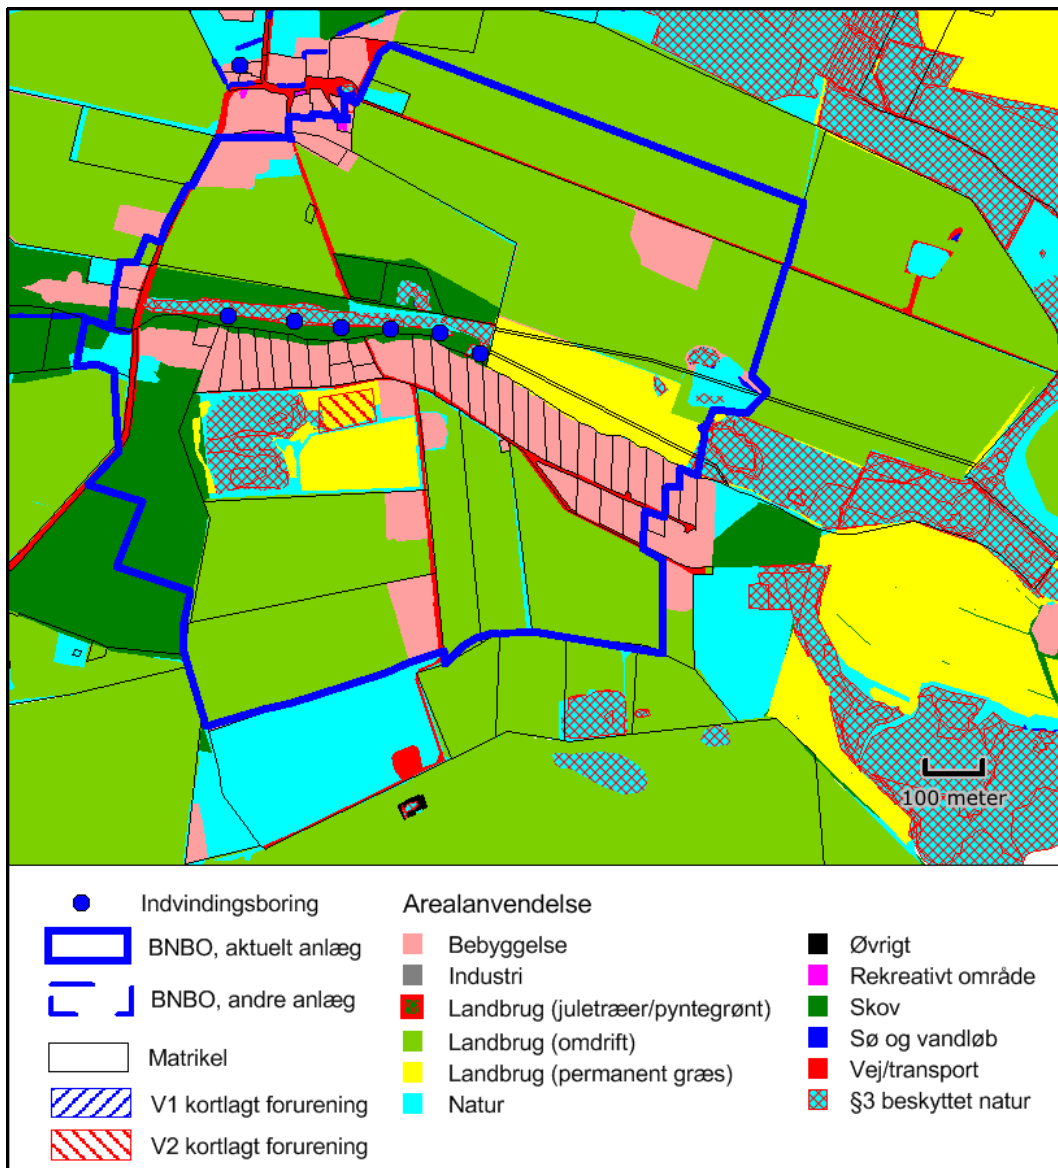 100 meter
Indvindingsboring
BNBO, aktuelt anlæg
BNBO, andre anlæg
Matrikel
V1 kortlagt forurening
V2 kortlagt forurening
Arealanvendelse
Bebyggelse
Industri
Landbrug (juletræer/pyntegrønt)
Landbrug (omdrift)
Landbrug (permanent græs)
Natur
Øvrigt
Rekreativt område
Skov
Sø og vandløb
Vej/transport
§3 beskyttet natur